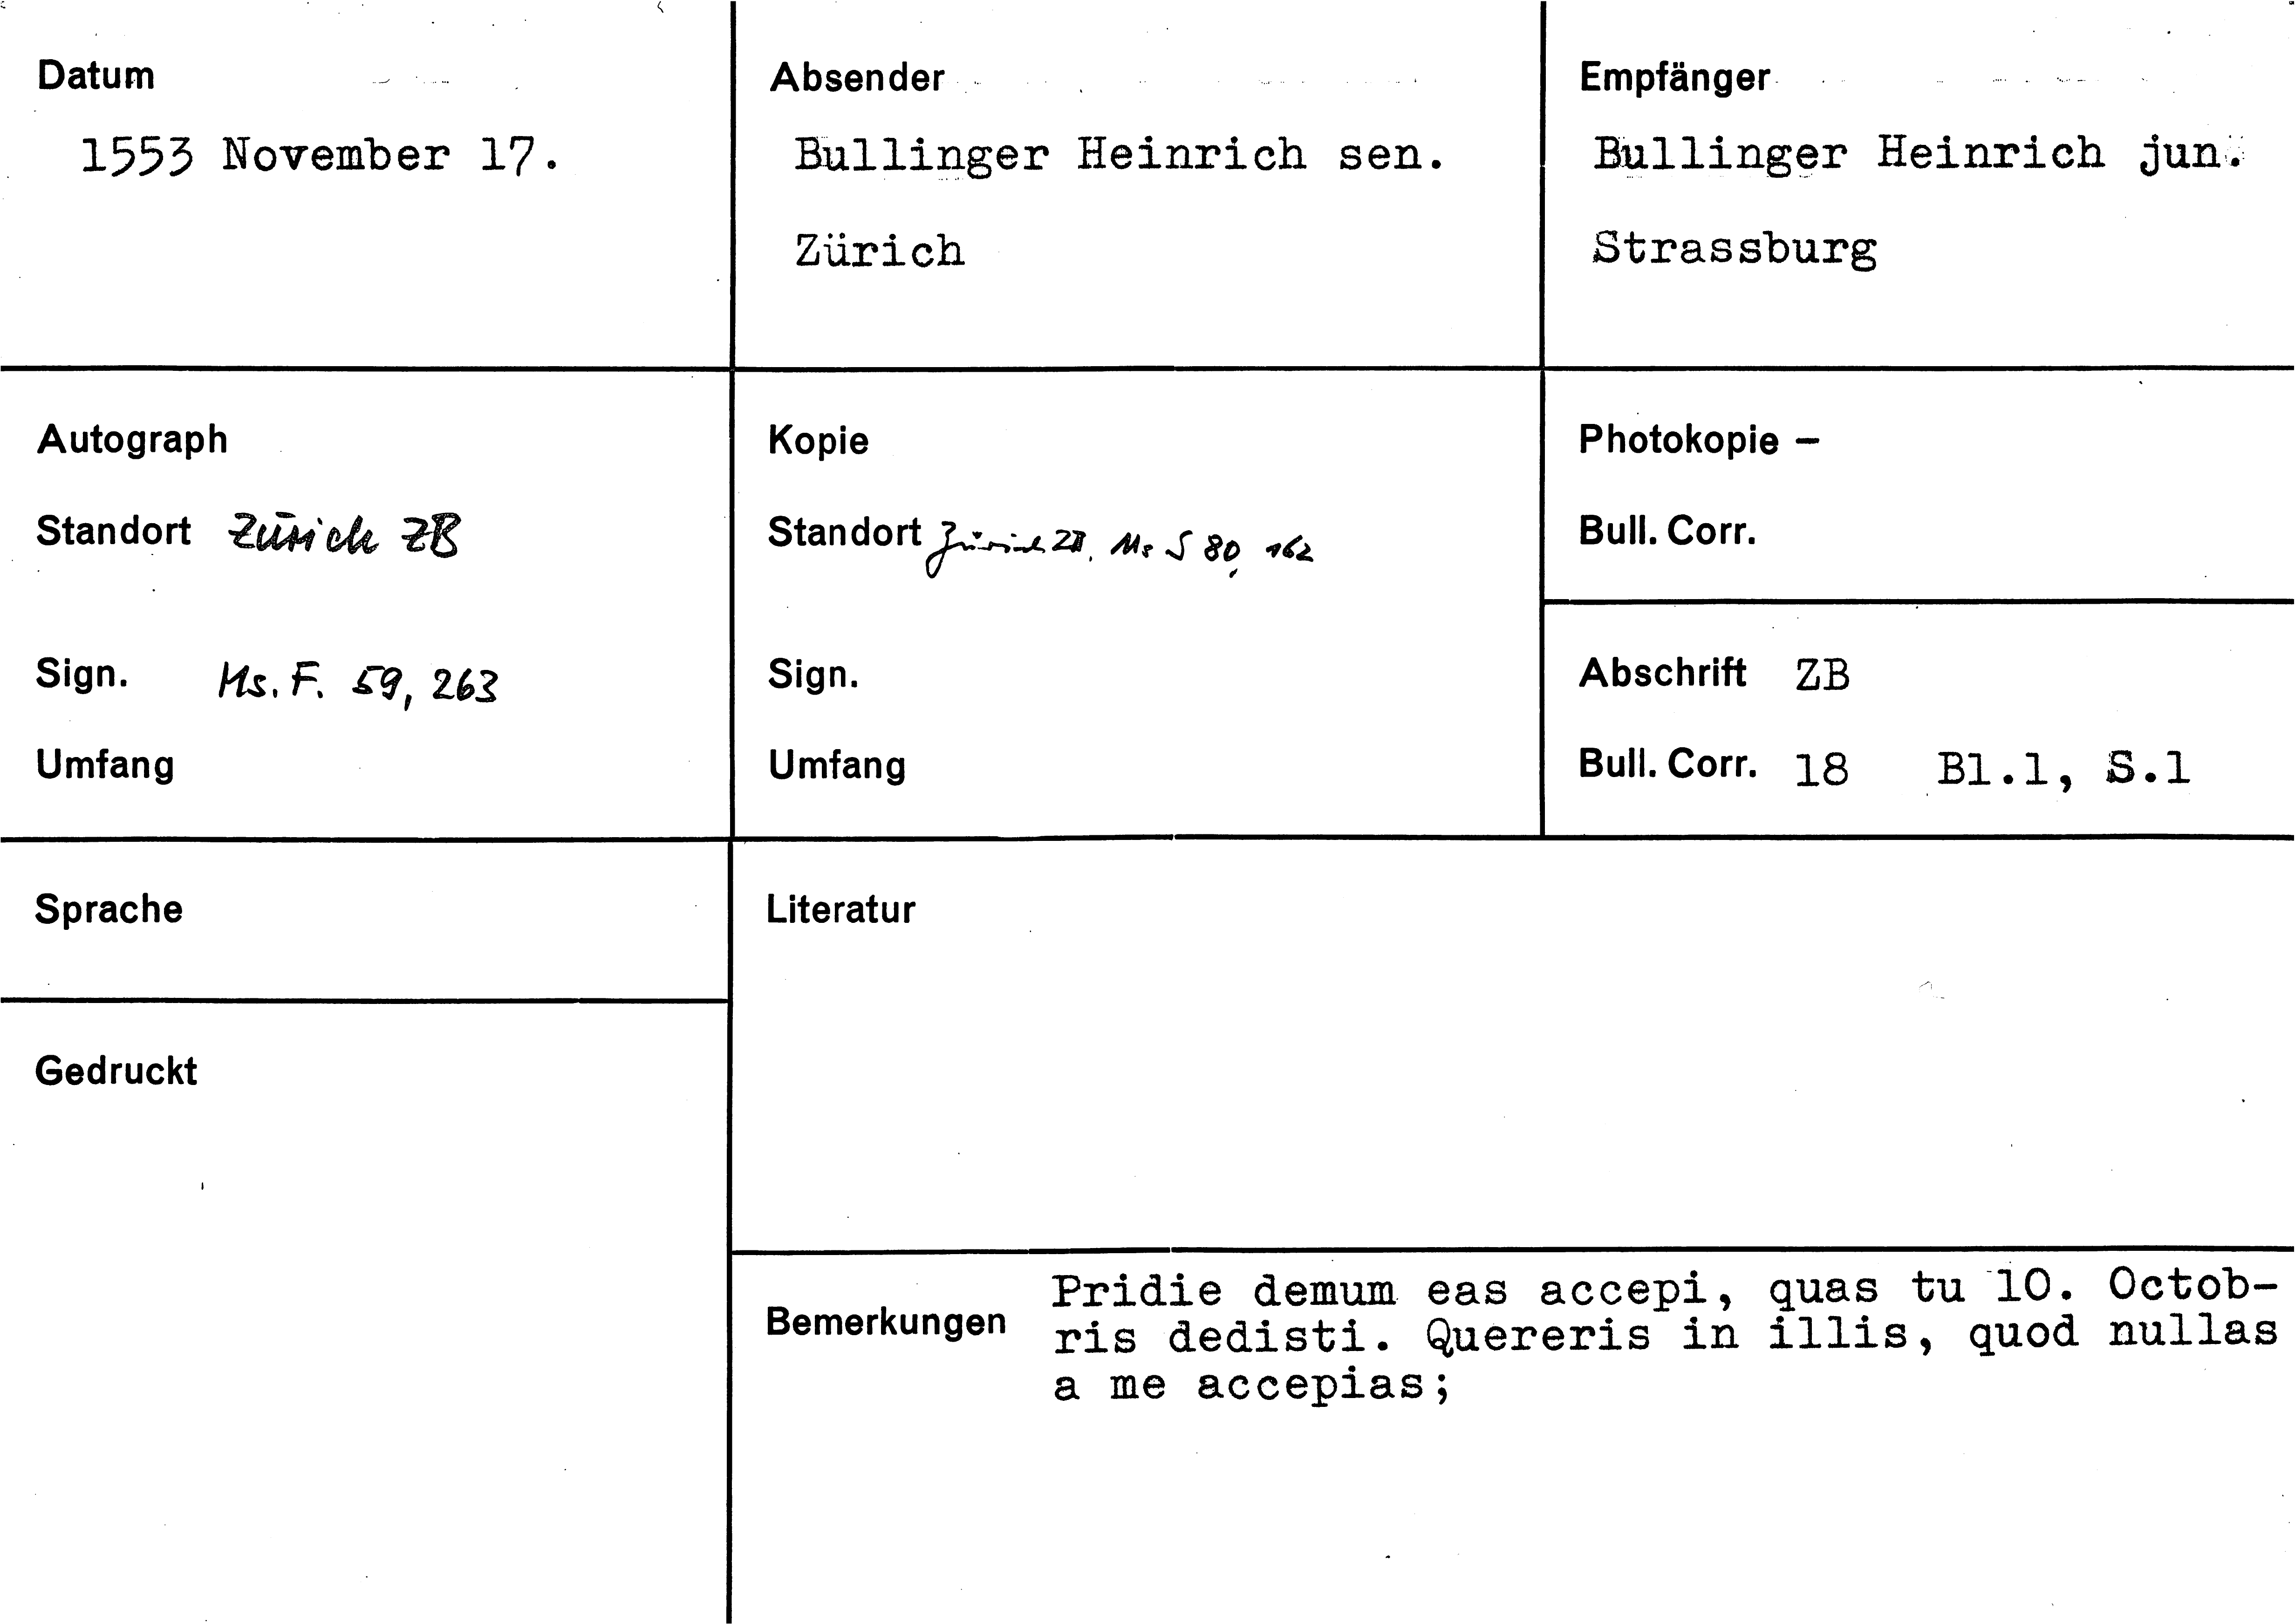 Datum
1553 November 17.
Absender
Bullinger Heinrich sen.
Zürich
Empfänger
Bullinger Heinrich jun.
Strassburg
Autograph
Standort Zürich ZB
Sign. Ms. F. 59, 263
Umfang
Kopie
Standort Zürich ZB, Ms S 80, 162
Sign.
Umfang
Photokopie –
Bull. Corr.
Abschrift ZB
Bull. Corr. 18 Bl.1, S.1
Sprache
Gedruckt
Literatur
Bemerkungen
Pridie demum eas accepi, quas tu 10. Octob-
ris dedisti. Quereris in illis, quod nullas
a me accepias;